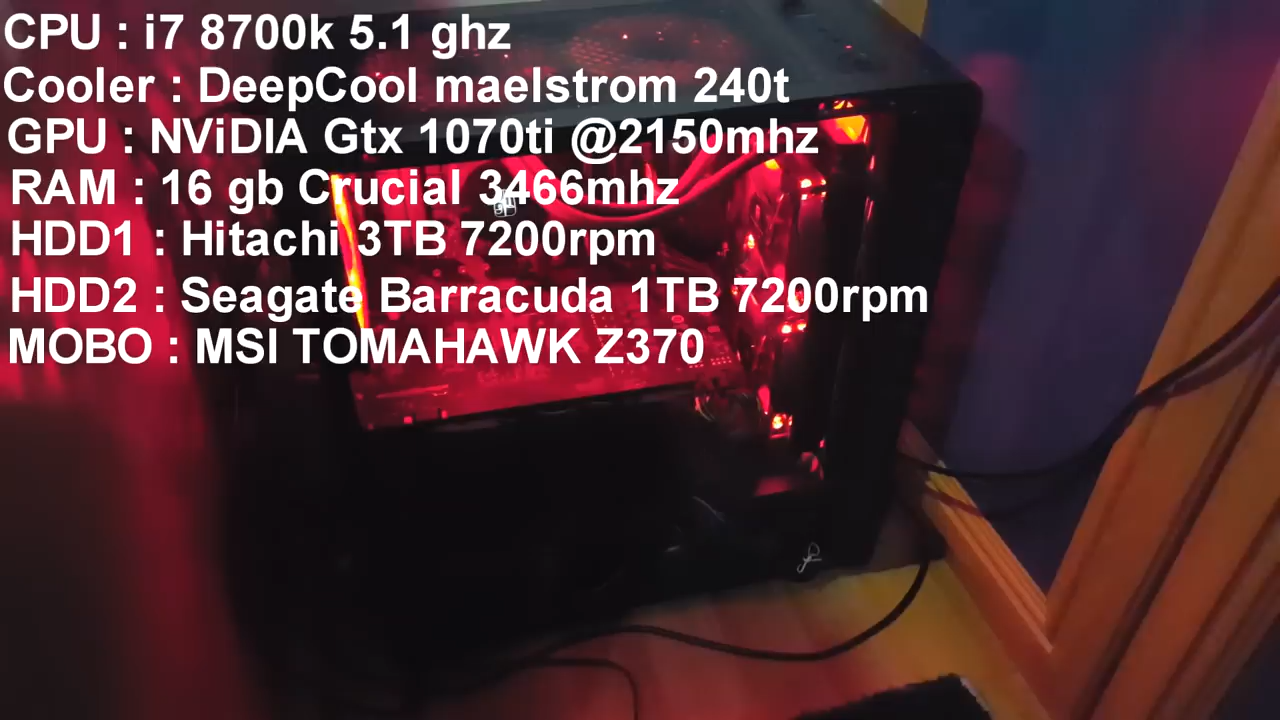 CPU : i7 8700k 5.1 ghz
Cooler : DeepCool maelstrom 240t
GPU : NViDIA Gtx 1070ti @2150mhz
RAM : 16 gb Crucial 3466mhz
HDD1 : Hitachi 3TB 7200rpm
HDD2 : Seagate Barracuda 1TB 7200rpm
MOBO : MSI TOMAHAWK Z370